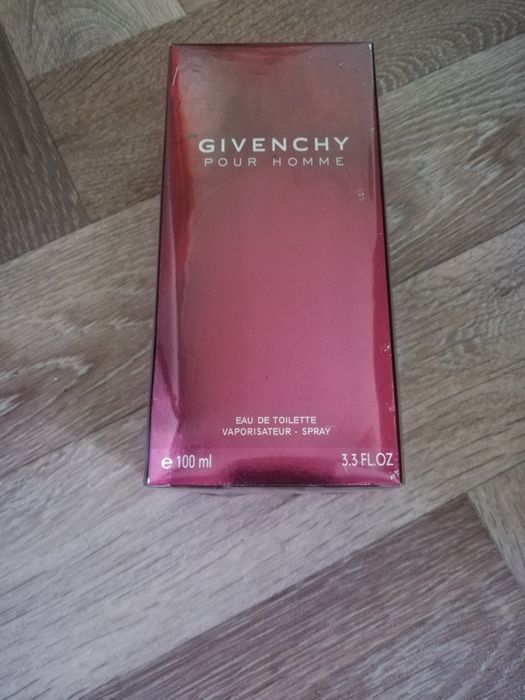 GIVENCHY
POUR HOMME
EAU DE TOILETTE
VAPORISATEUR - SPRAY
e 100 ml
3.3 FL.OZ